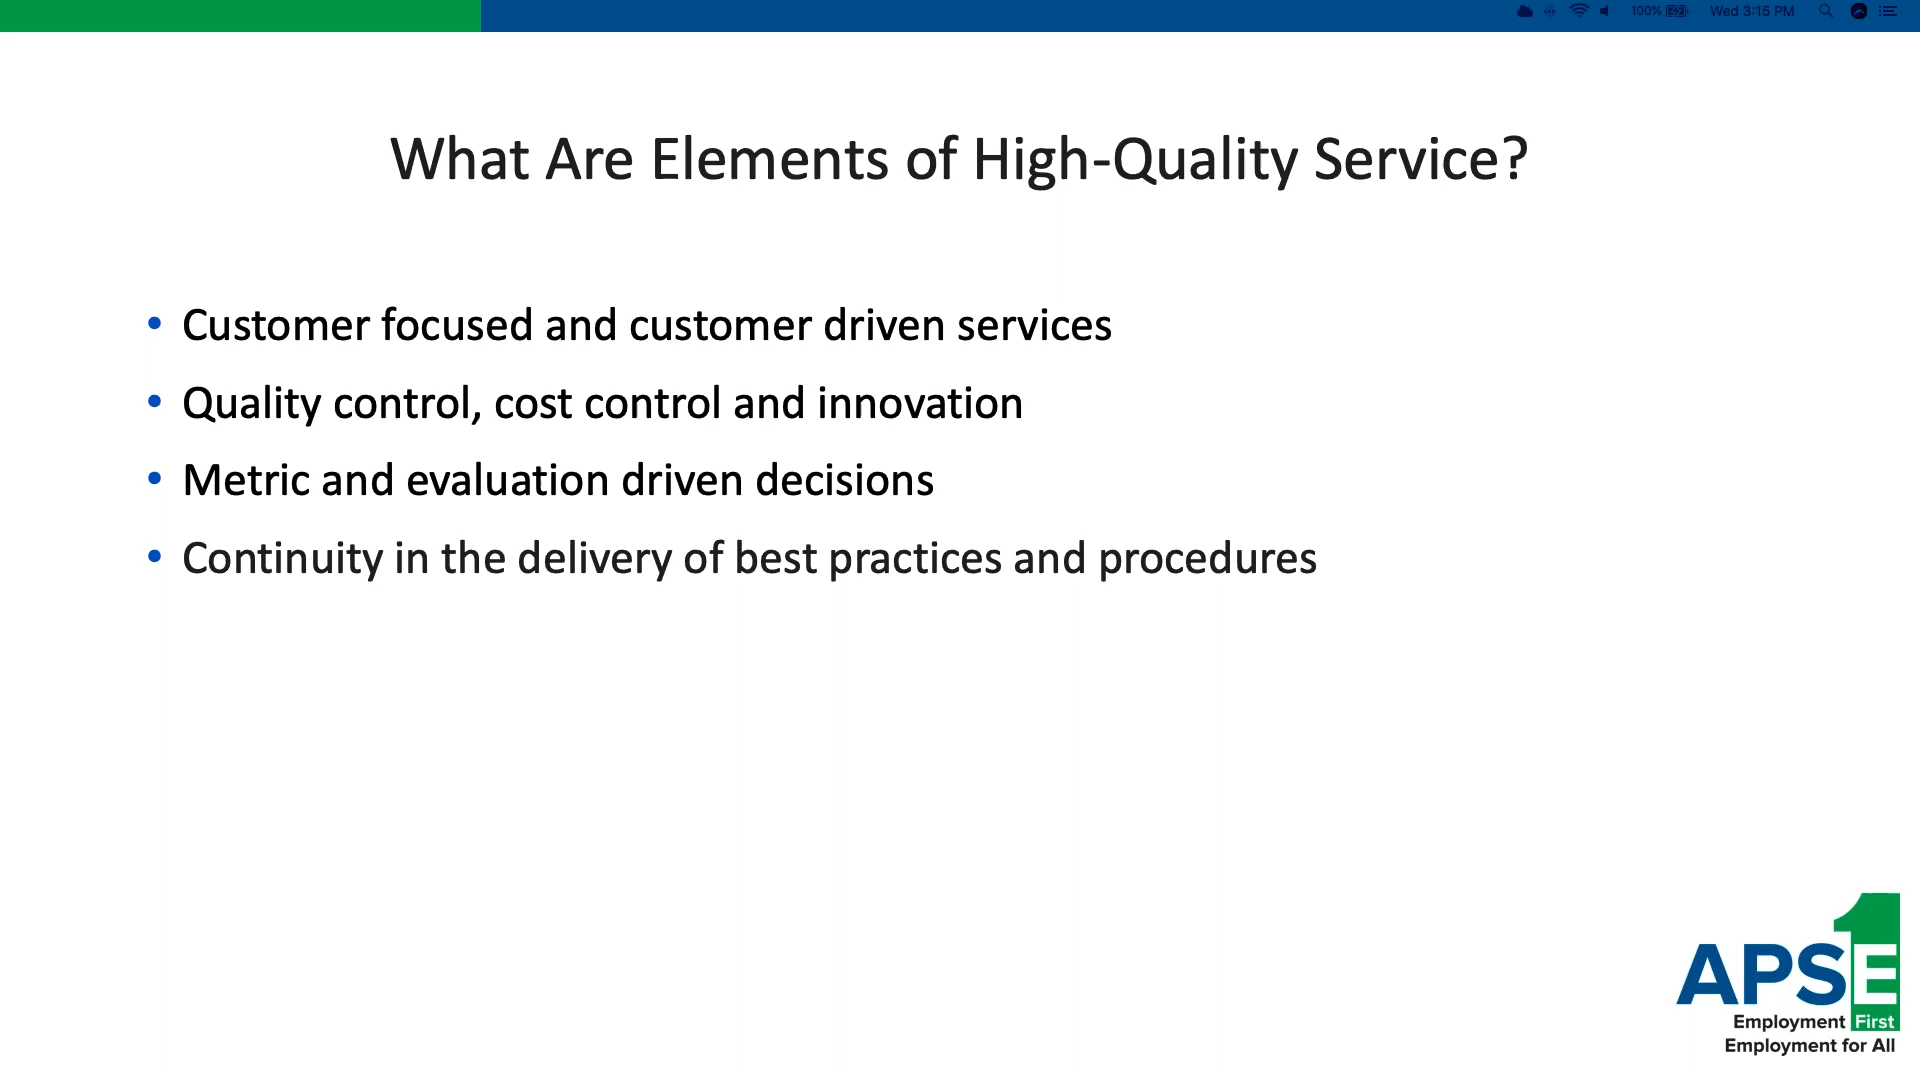 100% Wed 3:15 PM
What Are Elements of High-Quality Service?
• Customer focused and customer driven services
• Quality control, cost control and innovation
• Metric and evaluation driven decisions
• Continuity in the delivery of best practices and procedures
APSE
Employment First
Employment for All